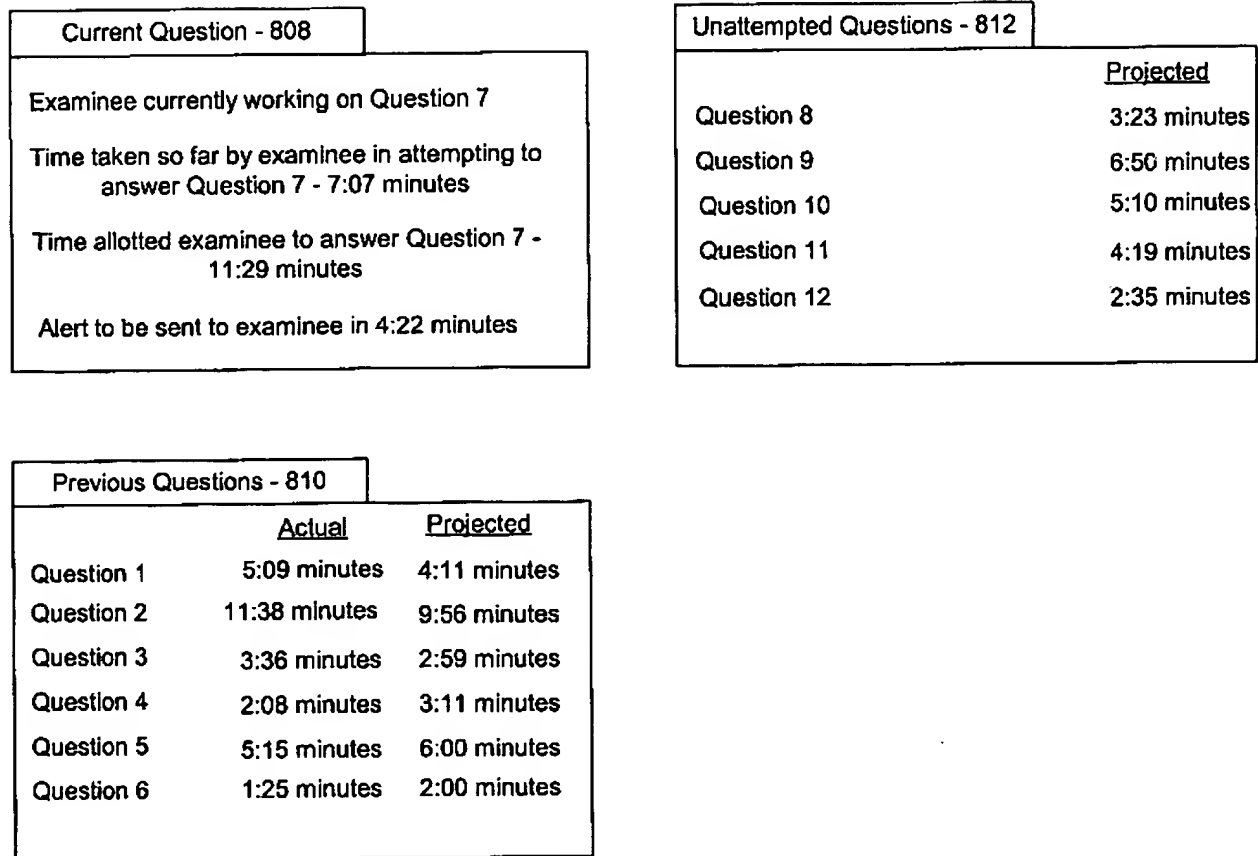 Current Question - 808
Examinee currently working on Question 7
Time taken so far by examinee in attempting to
answer Question 7 - 7:07 minutes
Time allotted examinee to answer Question 7 -
11:29 minutes
Alert to be sent to examinee in 4:22 minutes
Unattempted Questions - 812
Projected
Question 8 3:23 minutes
Question 9 6:50 minutes
Question 10 5:10 minutes
Question 11 4:19 minutes
Question 12 2:35 minutes
Previous Questions - 810
Actual Projected
Question 1 5:09 minutes 4:11 minutes
Question 2 11:38 minutes 9:56 minutes
Question 3 3:36 minutes 2:59 minutes
Question 4 2:08 minutes 3:11 minutes
Question 5 5:15 minutes 6:00 minutes
Question 6 1:25 minutes 2:00 minutes